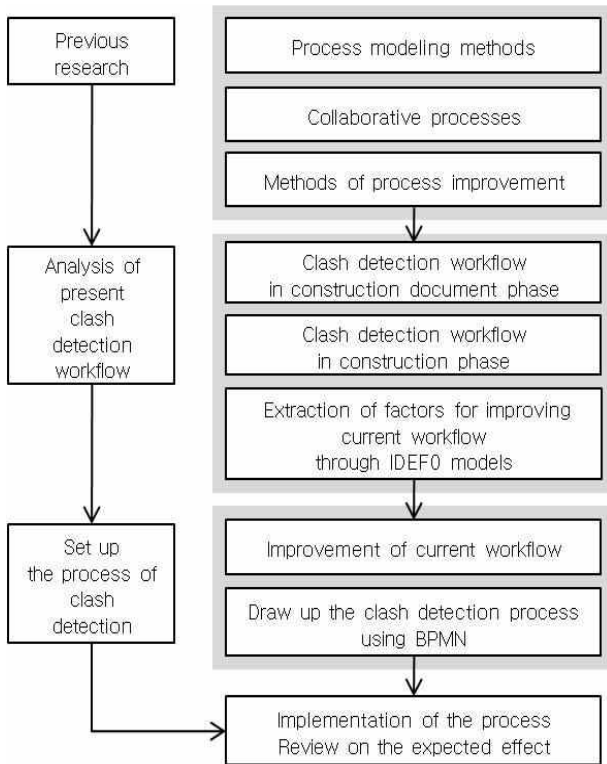 Previous
research
Process modeling methods
Collaborative processes
Methods of process improvement
Analysis of
present
clash
detection
workflow
Clash detection workflow
in construction document phase
Clash detection workflow
in construction phase
Extraction of factors for improving
current workflow
through IDEF0 models
Set up
the process of
clash
detection
Improvement of current workflow
Draw up the clash detection process
using BPMN
Implementation of the process
Review on the expected effect